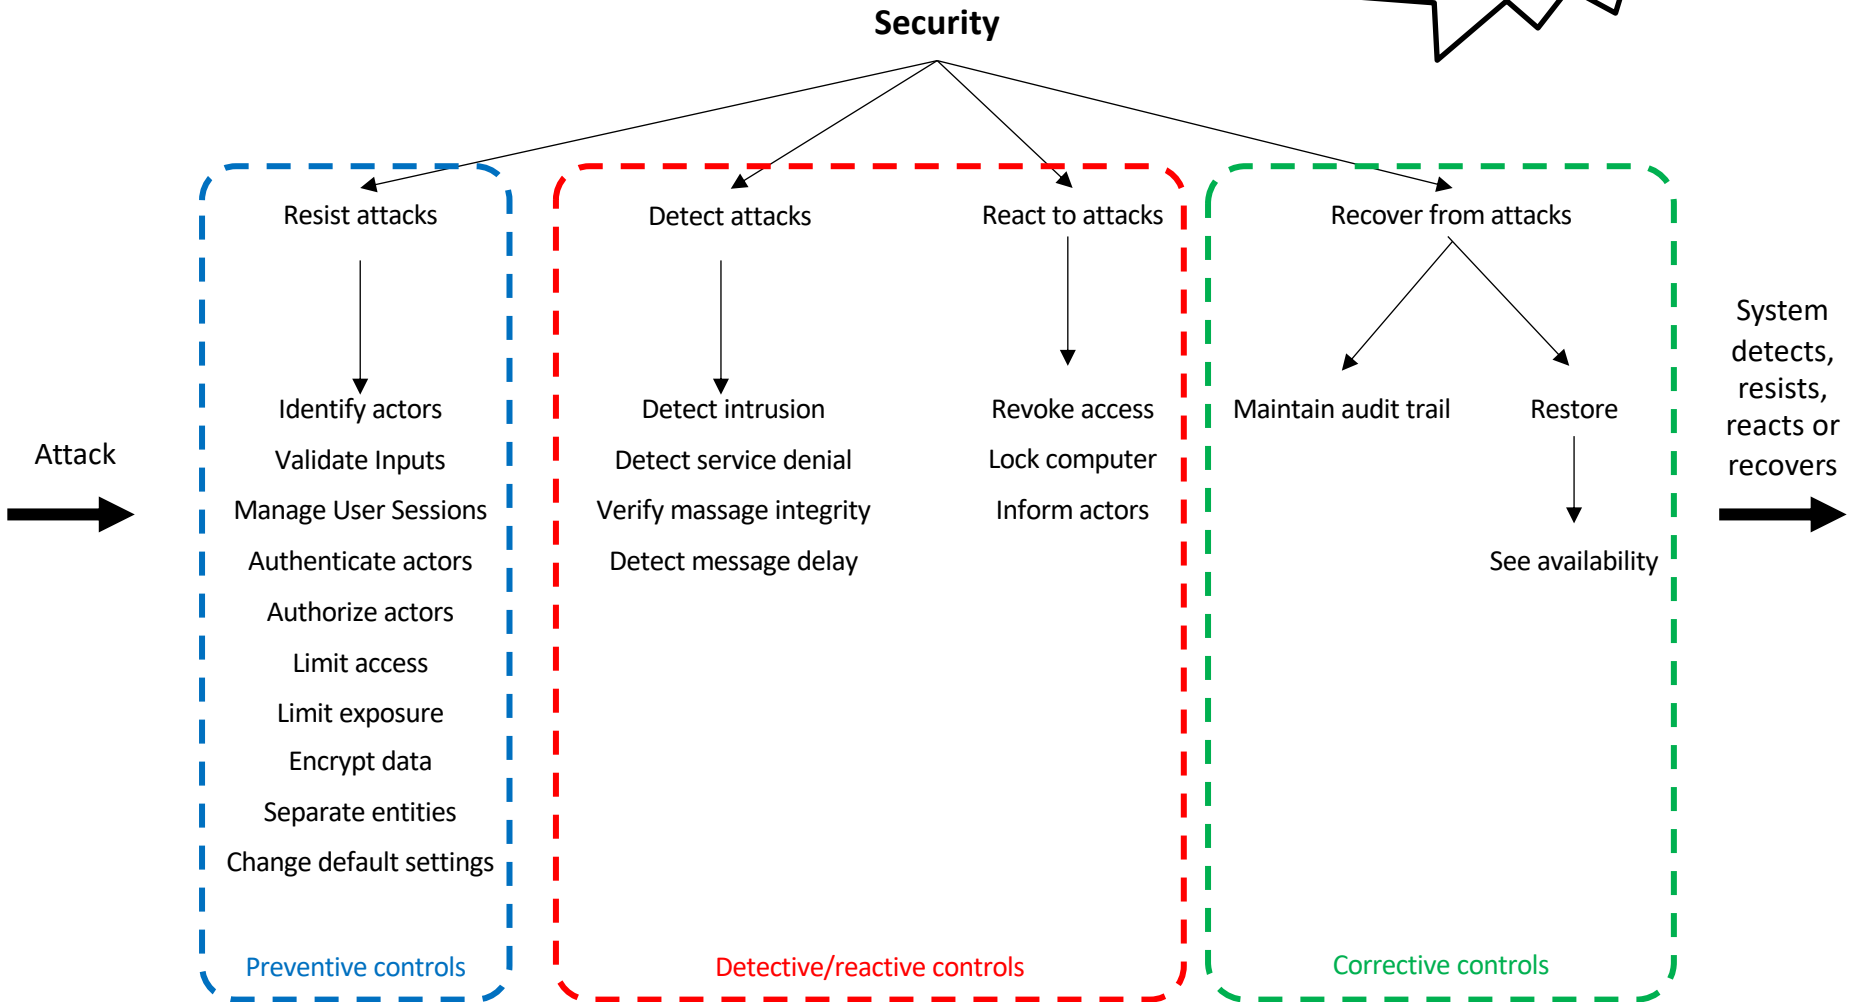 Security
Resist attacks
Detect attacks
React to attacks
Recover from attacks
Attack
Identify actors
Validate Inputs
Manage User Sessions
Authenticate actors
Authorize actors
Limit access
Limit exposure
Encrypt data
Separate entities
Change default settings
Preventive controls
Detect intrusion
Detect service denial
Verify massage integrity
Detect message delay
Revoke access
Lock computer
Inform actors
Detective/reactive controls
Maintain audit trail
Restore
See availability
Corrective controls
System
detects,
resists,
reacts or
recovers